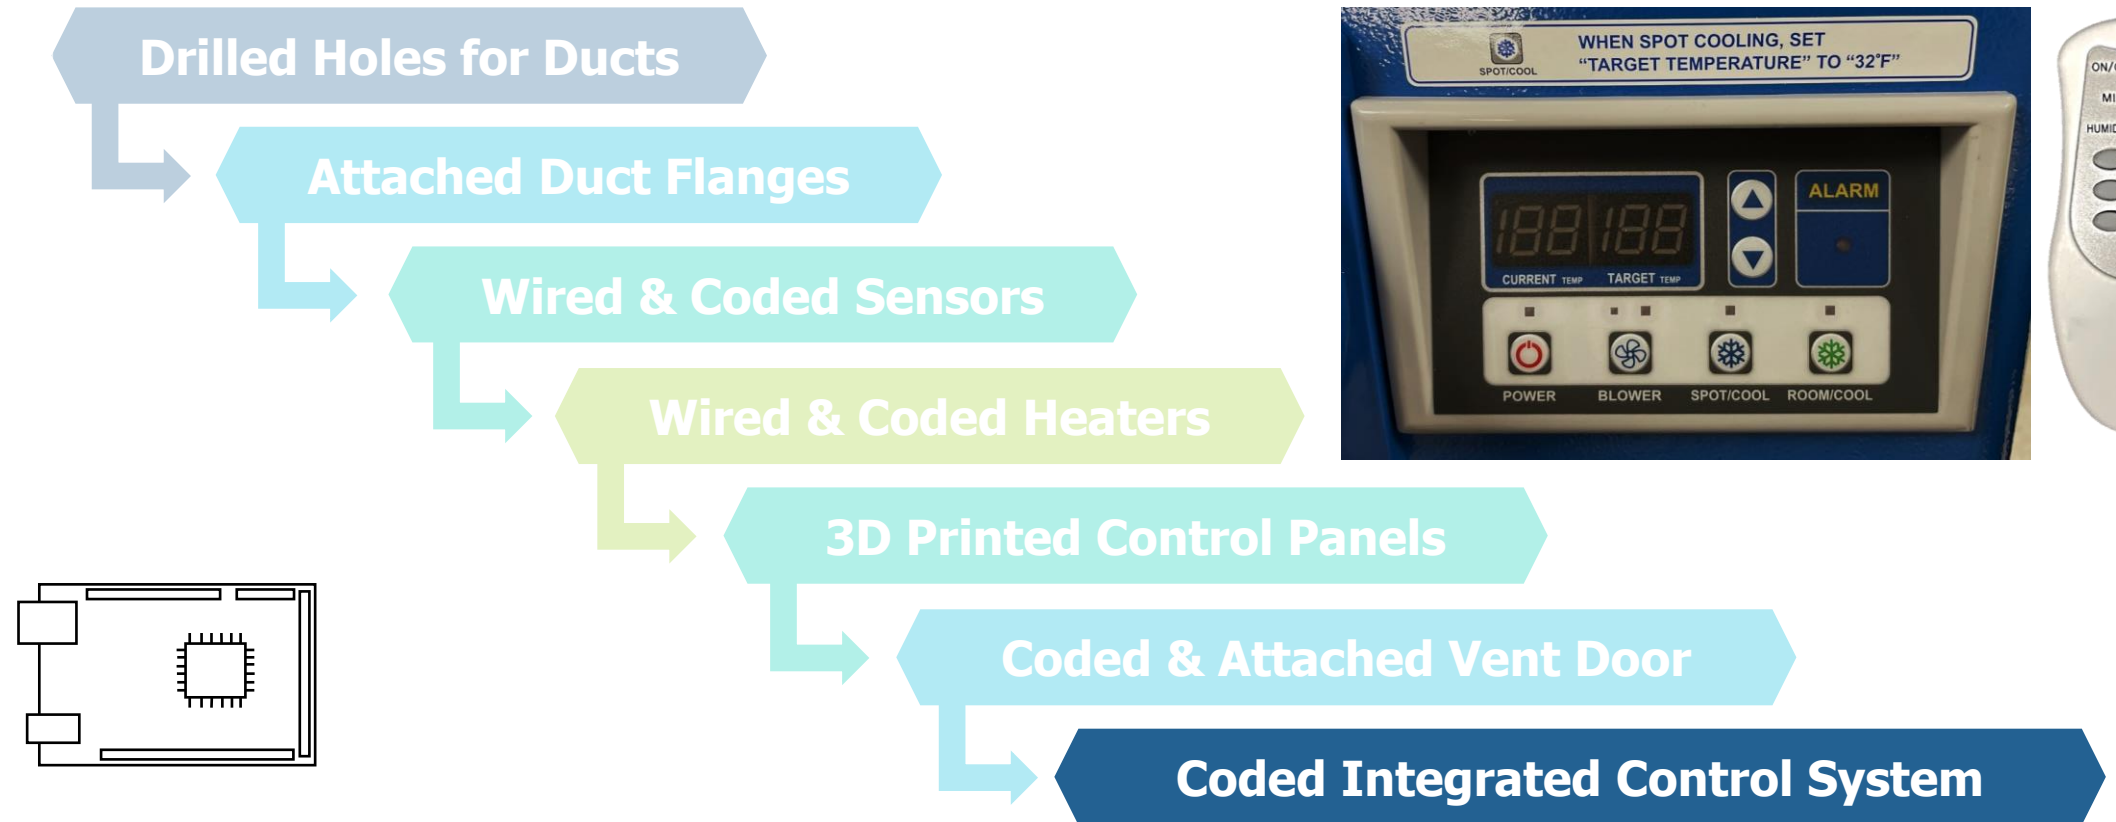 Drilled Holes for Ducts
Attached Duct Flanges
Wired & Coded Sensors
Wired & Coded Heaters
3D Printed Control Panels
Coded & Attached Vent Door
Coded Integrated Control System
SPOT/COOL
WHEN SPOT COOLING, SET
“TARGET TEMPERATURE” TO “32°F”
188 188
CURRENT TEMP TARGET TEMP
ALARM
POWER BLOWER SPOT/COOL ROOM/COOL